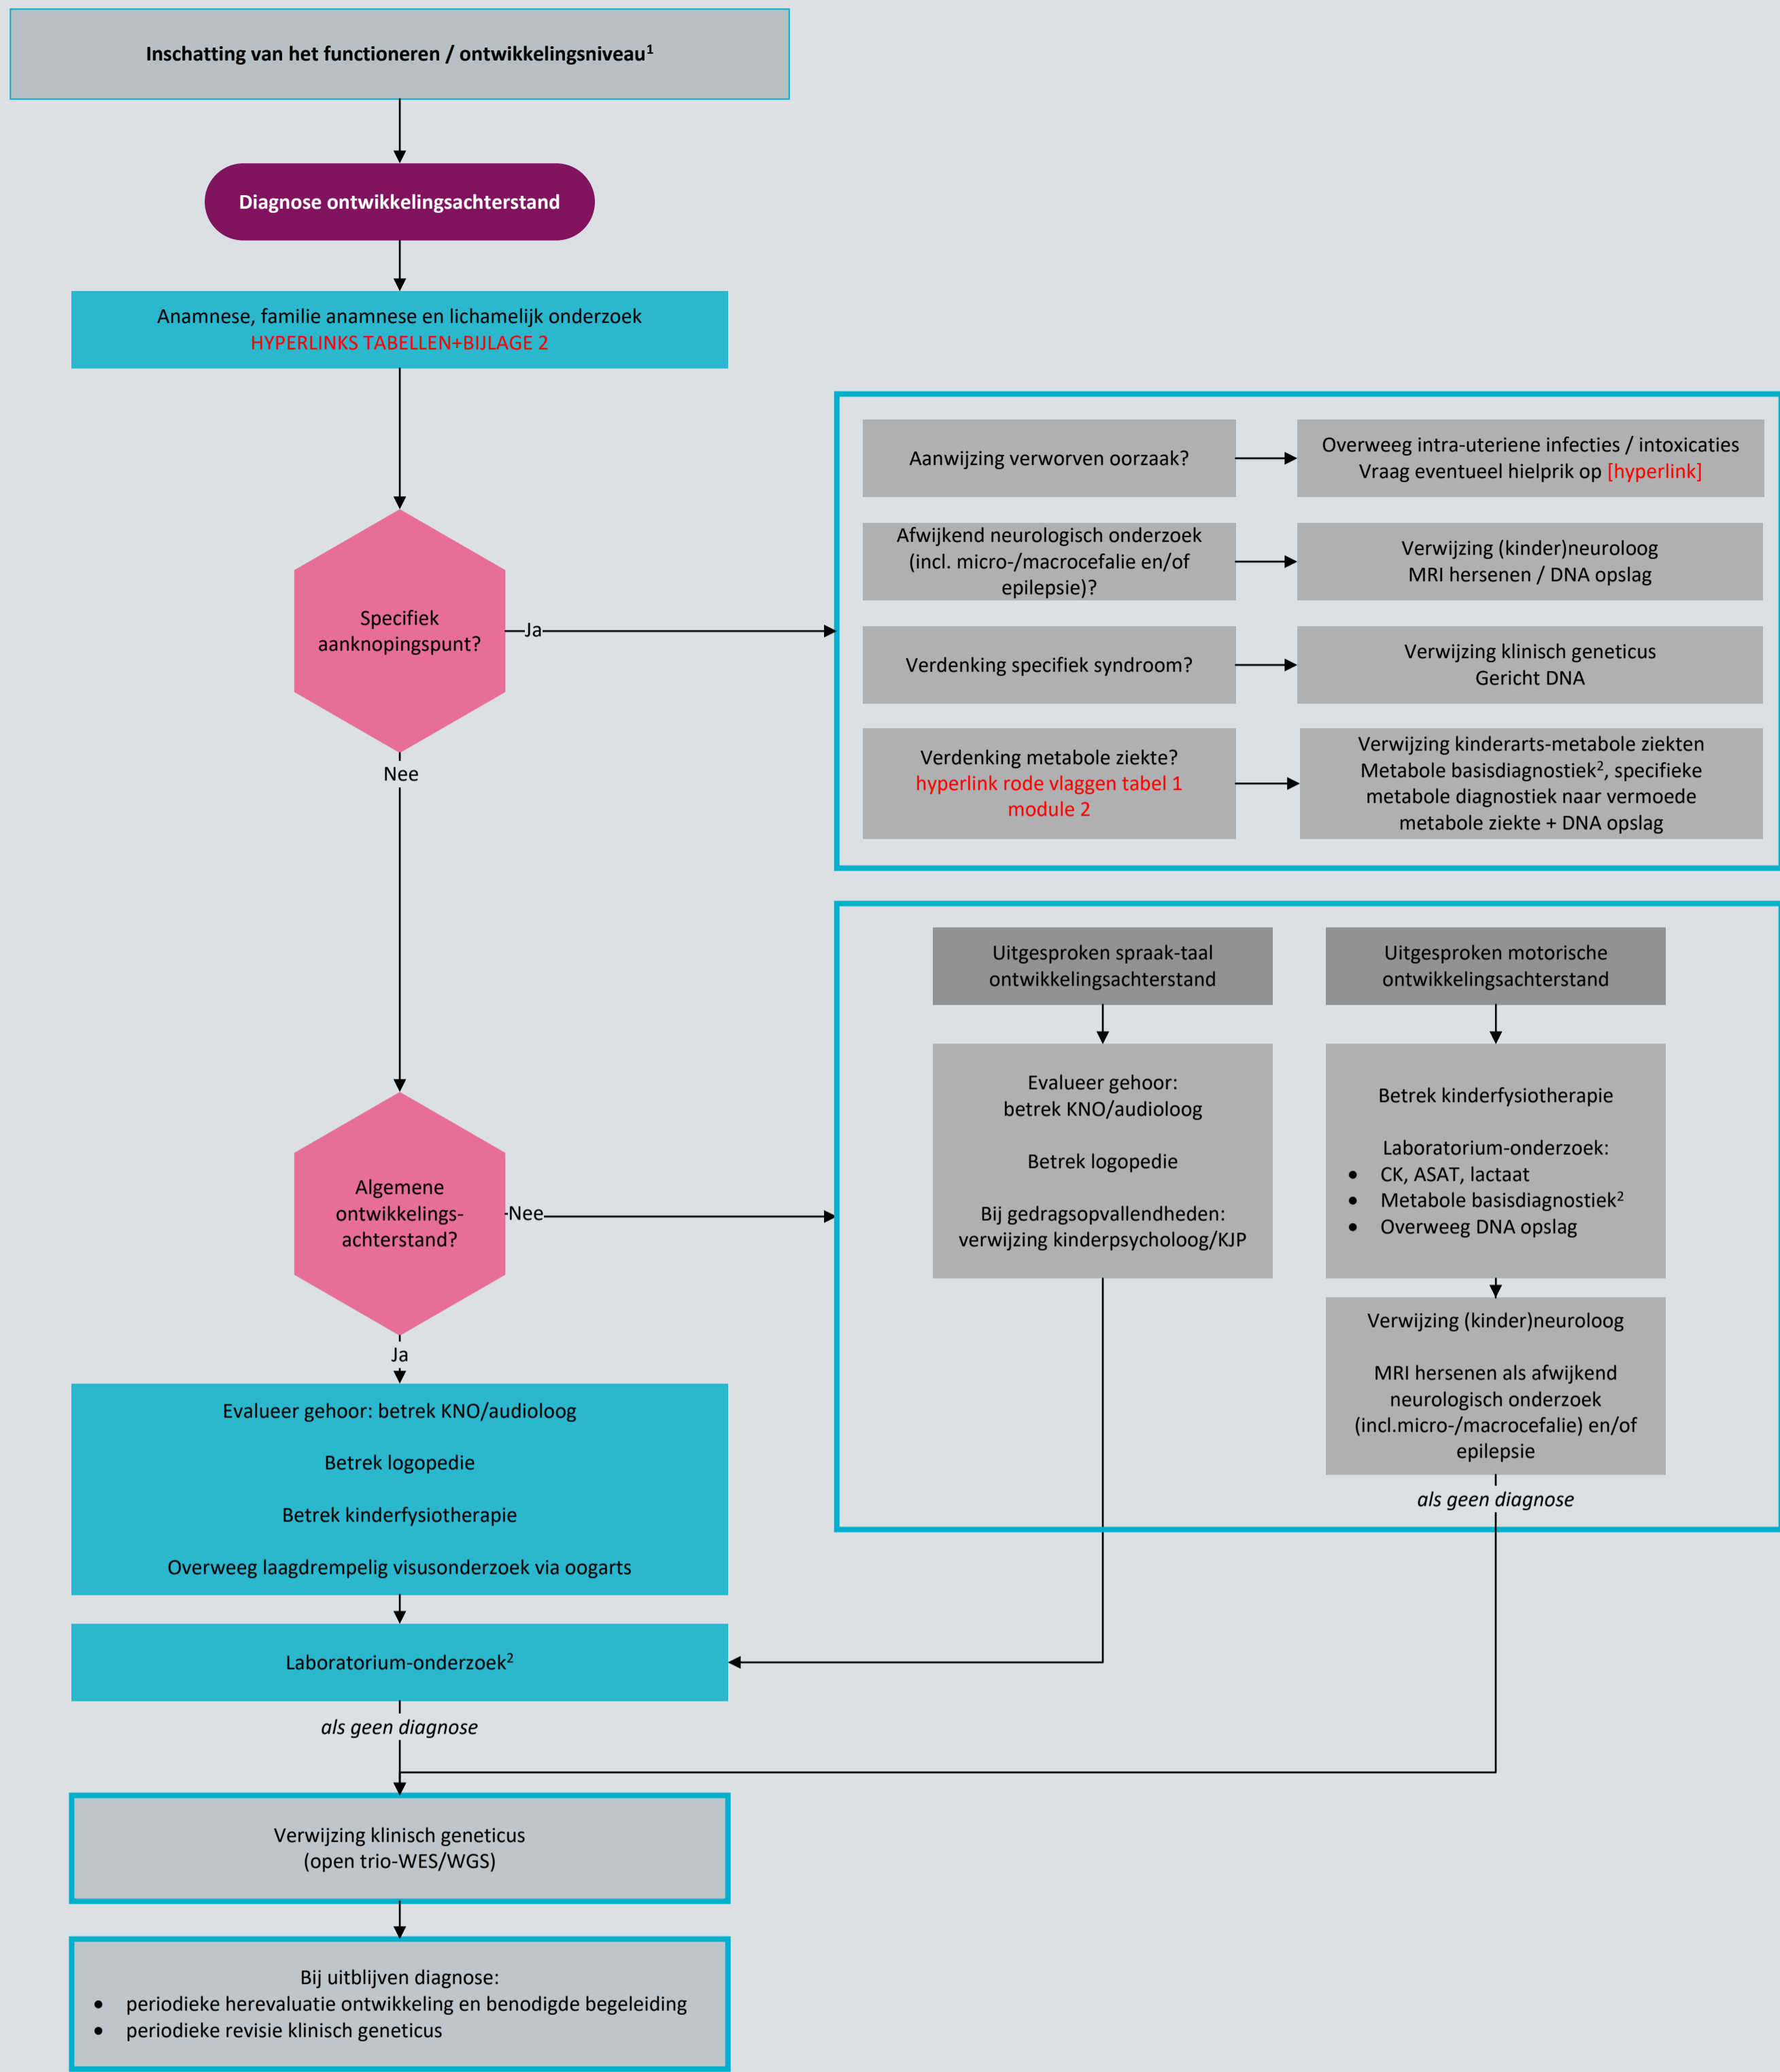 Inschatting van het functioneren / ontwikkelingsniveau¹
Diagnose ontwikkelingsachterstand
Anamnese, familie anamnese en lichamelijk onderzoek
HYPERLINKS TABELLEN+BIJLAGE 2
Specifiek
aanknopingspunt?
Ja
Nee
Aanwijzing verworven oorzaak?
Overweeg intra-uteriene infecties / intoxicaties
Vraag eventueel hielprik op [hyperlink]
Afwijkend neurologisch onderzoek
(incl. micro-/macrocefalie en/of
epilepsie)?
Verwijzing (kinder)neuroloog
MRI hersenen / DNA opslag
Verdenking specifiek syndroom?
Verwijzing klinisch geneticus
Gericht DNA
Verdenking metabole ziekte?
hyperlink rode vlaggen tabel 1
module 2
Verwijzing kinderarts-metabole ziekten
Metabole basisdiagnostiek², specifieke
metabole diagnostiek naar vermoede
metabole ziekte + DNA opslag
Algemene
ontwikkelings-
achterstand?
Nee
Ja
Uitgesproken spraak-taal
ontwikkelingsachterstand
Evalueer gehoor:
betrek KNO/audioloog
Betrek logopedie
Bij gedragsopvallendheden:
verwijzing kinderpsycholoog/KJP
Uitgesproken motorische
ontwikkelingsachterstand
Betrek kinderfysiotherapie
Laboratorium-onderzoek:
• CK, ASAT, lactaat
• Metabole basisdiagnostiek²
• Overweeg DNA opslag
Verwijzing (kinder)neuroloog
MRI hersenen als afwijkend
neurologisch onderzoek
(incl.micro-/macrocefalie) en/of
epilepsie
als geen diagnose
Evalueer gehoor: betrek KNO/audioloog
Betrek logopedie
Betrek kinderfysiotherapie
Overweeg laagdrempelig visusonderzoek via oogarts
Laboratorium-onderzoek²
als geen diagnose
Verwijzing klinisch geneticus
(open trio-WES/WGS)
Bij uitblijven diagnose:
• periodieke herevaluatie ontwikkeling en benodigde begeleiding
• periodieke revisie klinisch geneticus